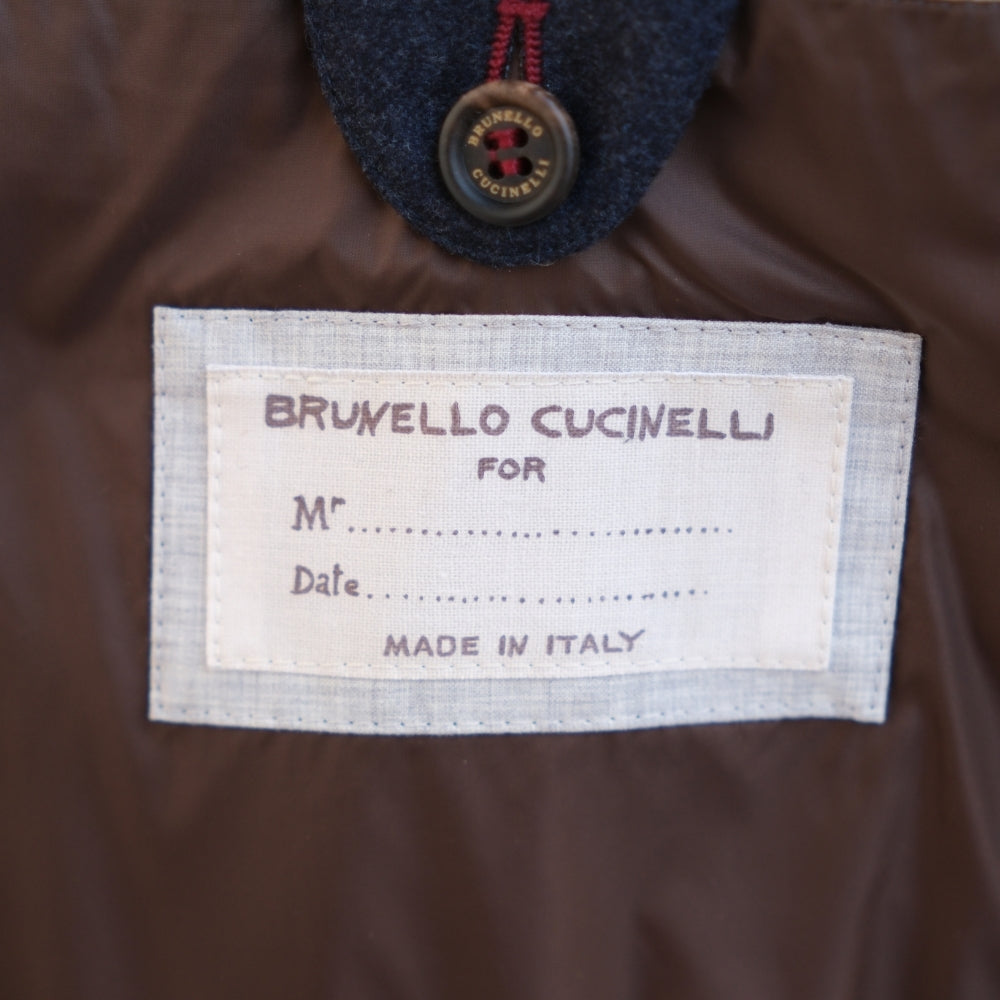 BRUNELLO
CUCINELLI
BRUNELLO CUCINELLI
FOR
Mr......................................
Date..............................
MADE IN ITALY